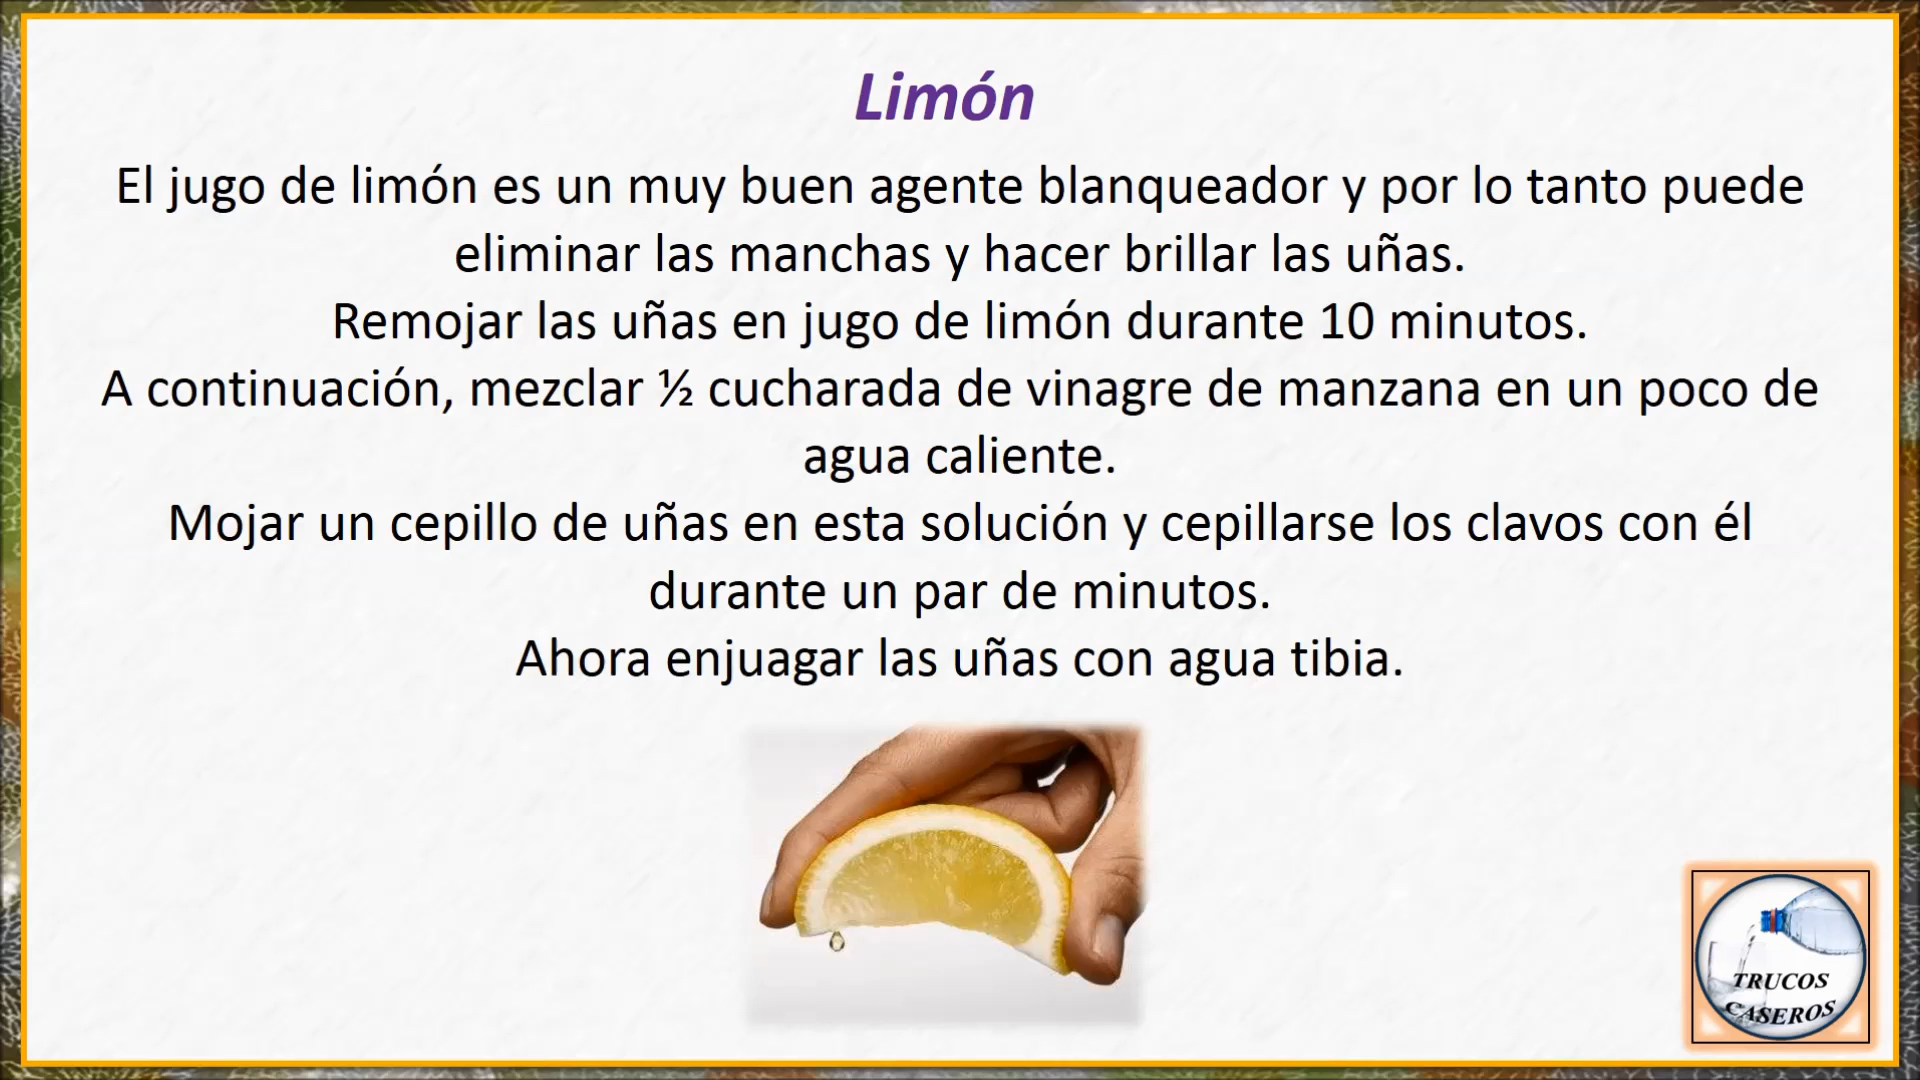 Limón
El jugo de limón es un muy buen agente blanqueador y por lo tanto puede
eliminar las manchas y hacer brillar las uñas.
Remojar las uñas en jugo de limón durante 10 minutos.
A continuación, mezclar ½ cucharada de vinagre de manzana en un poco de
agua caliente.
Mojar un cepillo de uñas en esta solución y cepillarse los clavos con él
durante un par de minutos.
Ahora enjuagar las uñas con agua tibia.
TRUCOS
CASEROS